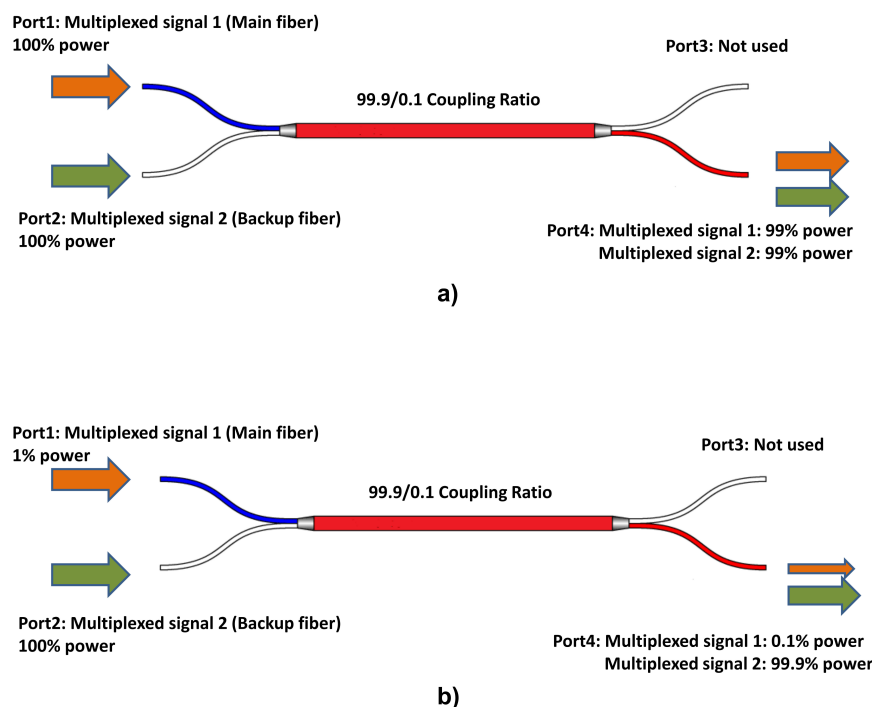 Port1: Multiplexed signal 1 (Main fiber)
100% power
Port3: Not used
99.9/0.1 Coupling Ratio
Port2: Multiplexed signal 2 (Backup fiber)
100% power
Port4: Multiplexed signal 1: 99% power
Multiplexed signal 2: 99% power
a)
Port1: Multiplexed signal 1 (Main fiber)
1% power
Port3: Not used
99.9/0.1 Coupling Ratio
Port2: Multiplexed signal 2 (Backup fiber)
100% power
Port4: Multiplexed signal 1: 0.1% power
Multiplexed signal 2: 99.9% power
b)